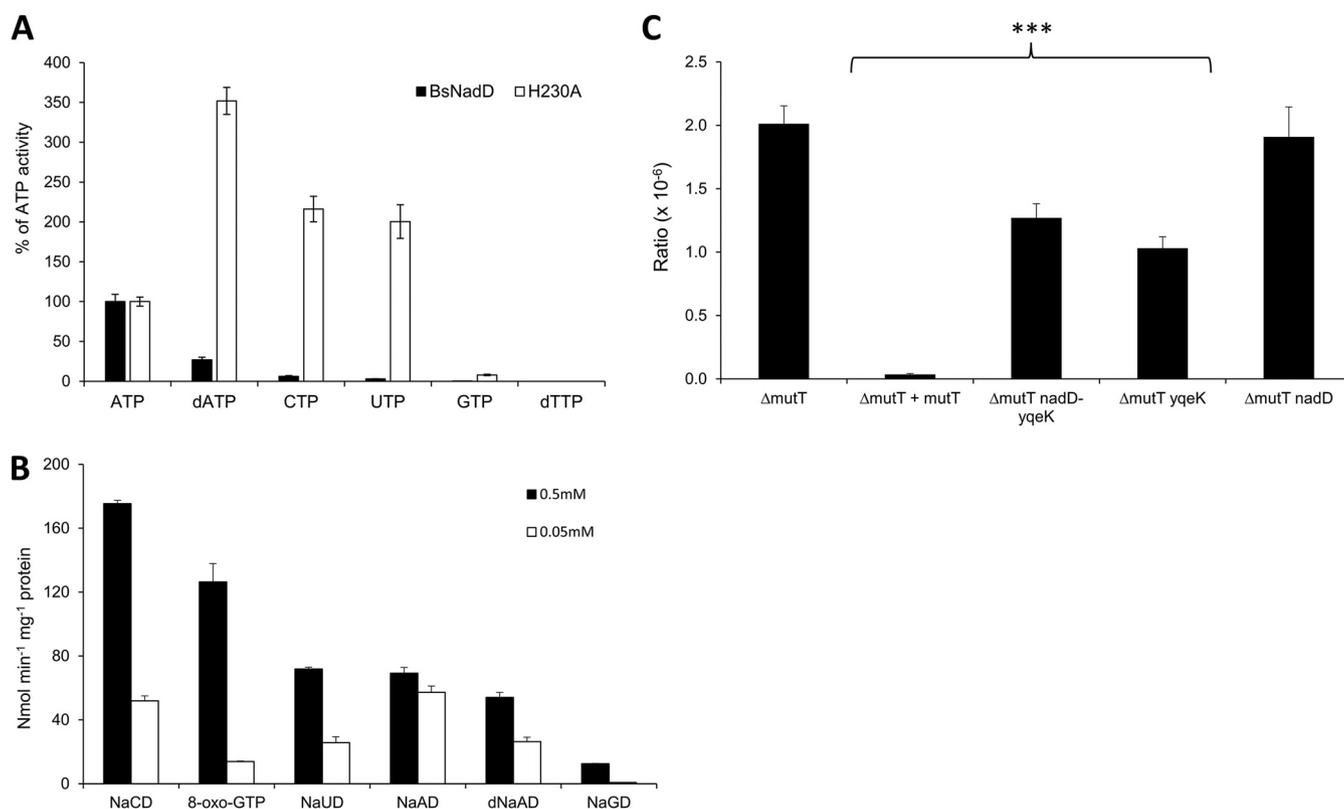 A
% of ATP activity
400
350
300
250
200
150
100
50
0
BsNadD H230A
ATP dATP CTP UTP GTP dTTP
B
Nmol min-1 mg-1 protein
200
160
120
80
40
0
0.5mM
0.05mM
NaCD 8-oxo-GTP NaUD NaAD dNaAD NaGD
C
***
Ratio (x 10-6)
2.5
2.0
1.5
1.0
0.5
0.0
ΔmutT ΔmutT + mutT ΔmutT nadD- ΔmutT yqeK ΔmutT nadD
yqeK